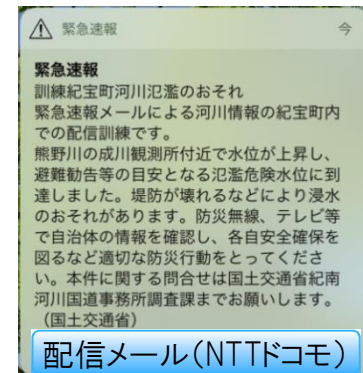 緊急速報 今
緊急速報
訓練紀宝町河川氾濫のおそれ
緊急速報メールによる河川情報の紀宝町内
での配信訓練です。
熊野川の成川観測所付近で水位が上昇し、
避難勧告等の目安となる氾濫危険水位に到
達しました。堤防が壊れるなどにより浸水
のおそれがあります。防災無線、テレビ等
で自治体の情報を確認し、各自安全確保を
図るなど適切な防災行動をとってくださ
い。本件に関する問合せは国土交通省紀南
河川国道事務所調査課までお願いします。
（国土交通省）
配信メール(NTTドコモ)